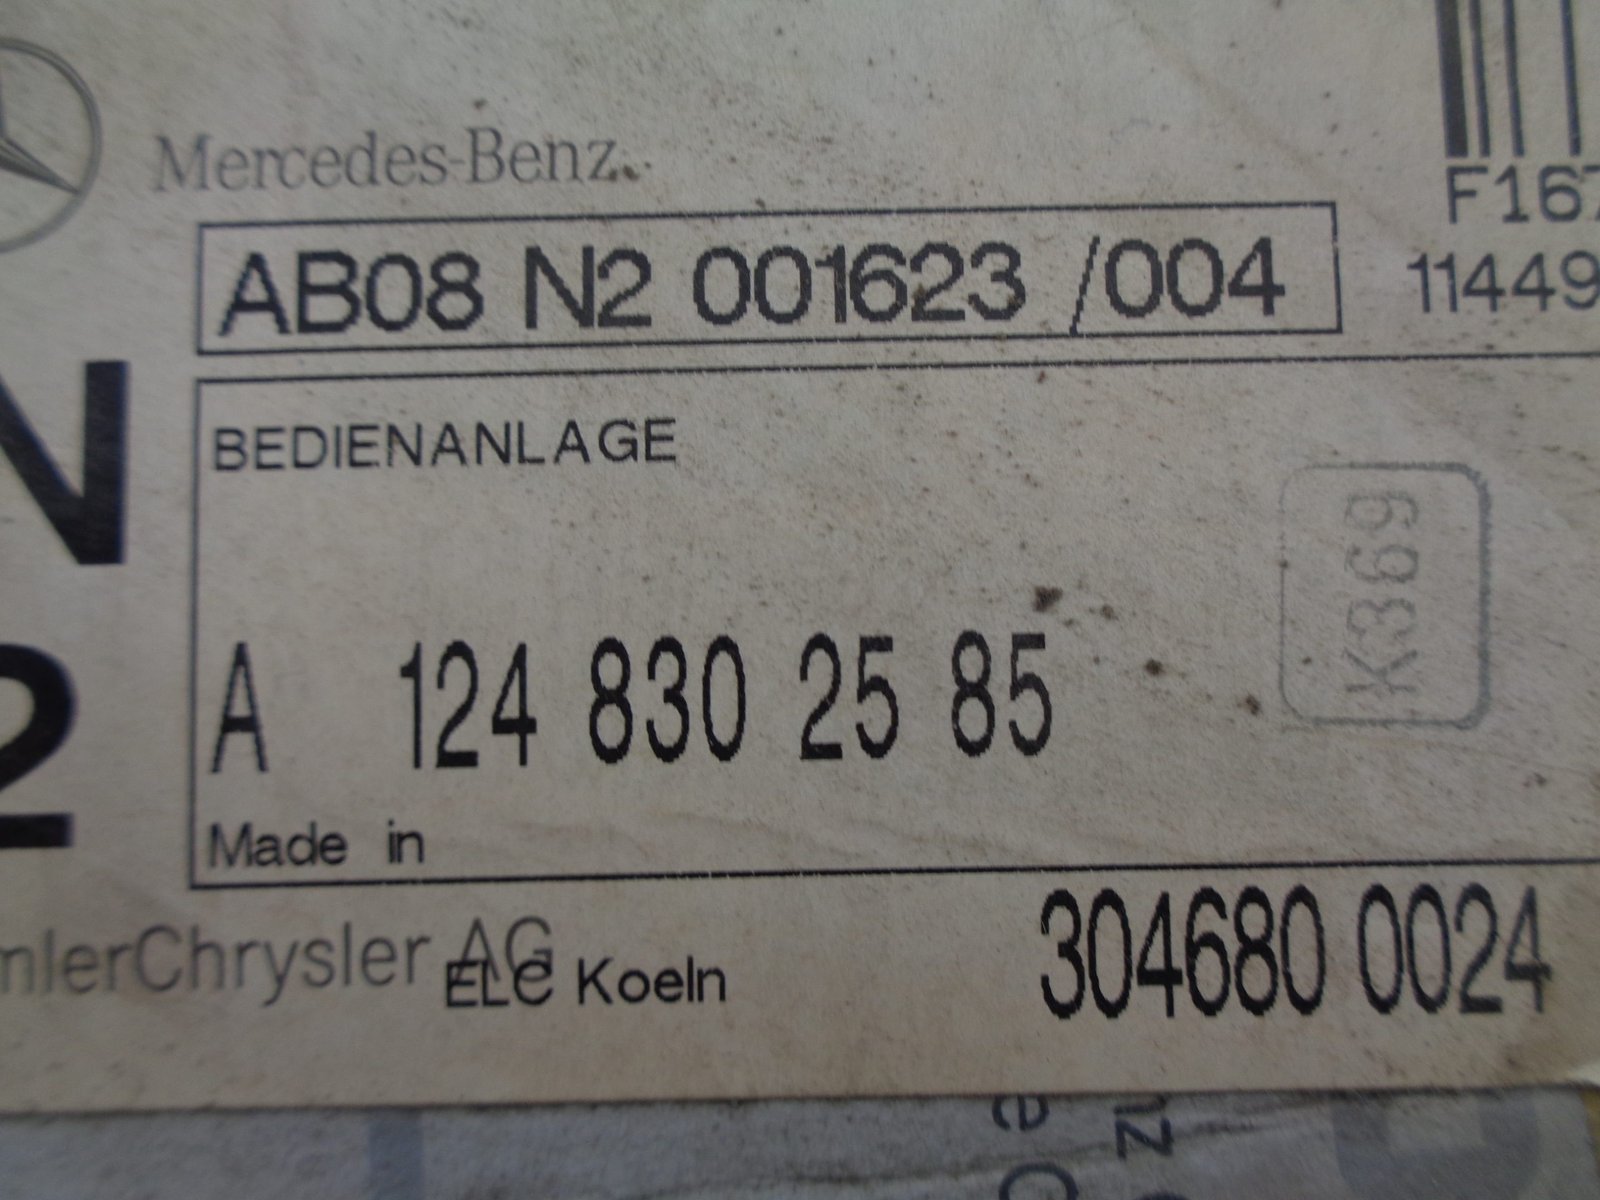 Mercedes-Benz
F167
AB08 N2 001623 /004
11449
N
2
BEDIENANLAGE
K369
A 124 830 25 85
Made in
mlerChrysler AG
ELC Koeln
304680 0024